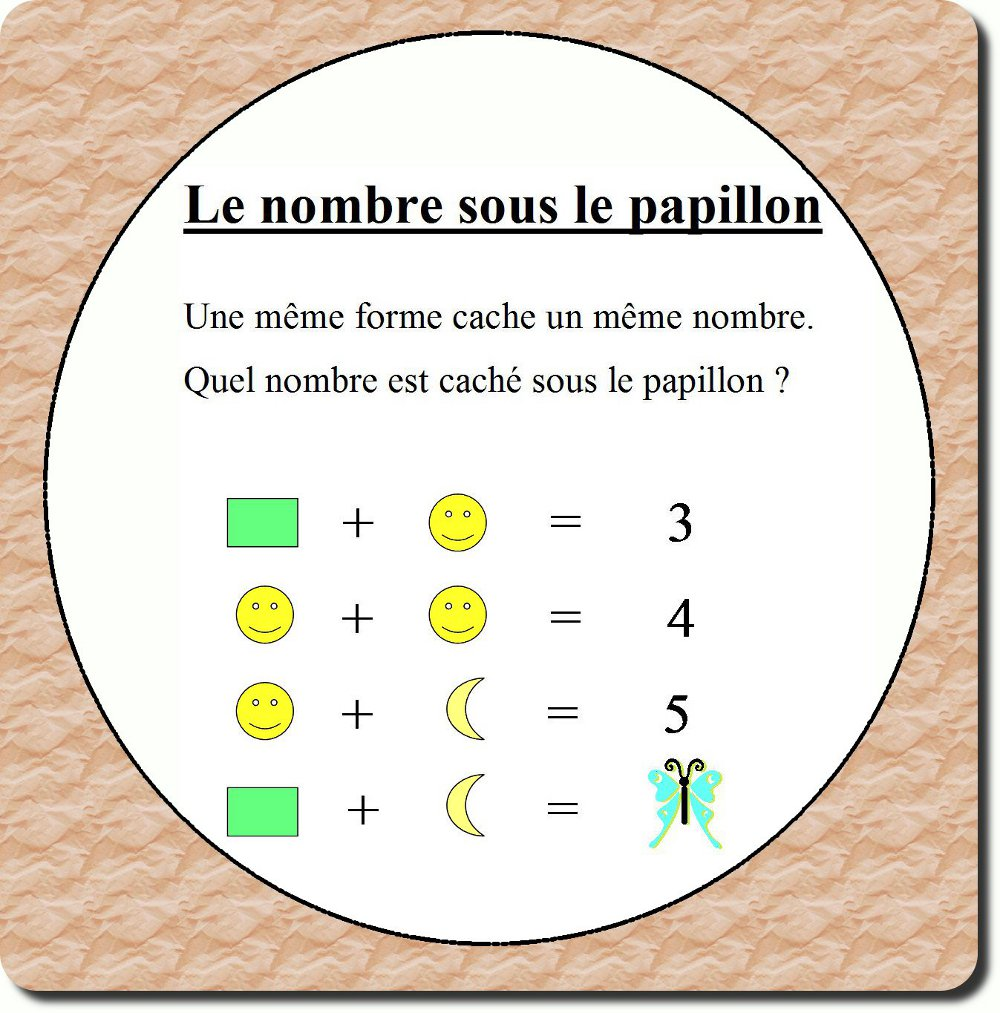 Le nombre sous le papillon
Une même forme cache un même nombre.
Quel nombre est caché sous le papillon ?
+ = 3
+ = 4
+ = 5
+ =